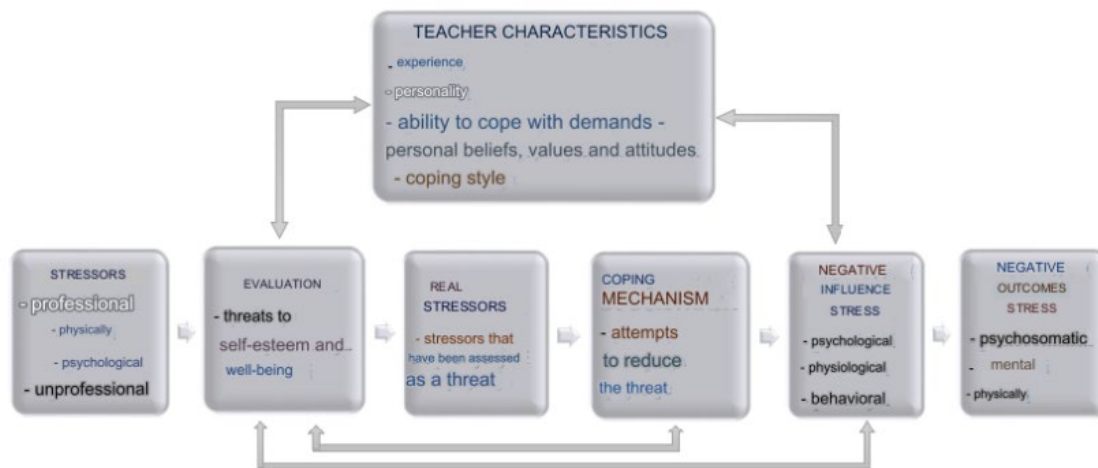 TEACHER CHARACTERISTICS
- experience
- personality
- ability to cope with demands -
personal beliefs, values and attitudes
- coping style
STRESSORS
- professional
- physically
- psychological
- unprofessional
EVALUATION
- threats to
self-esteem and
well-being
REAL
STRESSORS
- stressors that
have been assessed
as a threat
COPING
MECHANISM
- attempts
to reduce
the threat
NEGATIVE
INFLUENCE
STRESS
- psychological
- physiological
- behavioral
NEGATIVE
OUTCOMES
STRESS
- psychosomatic
- mental
- physically